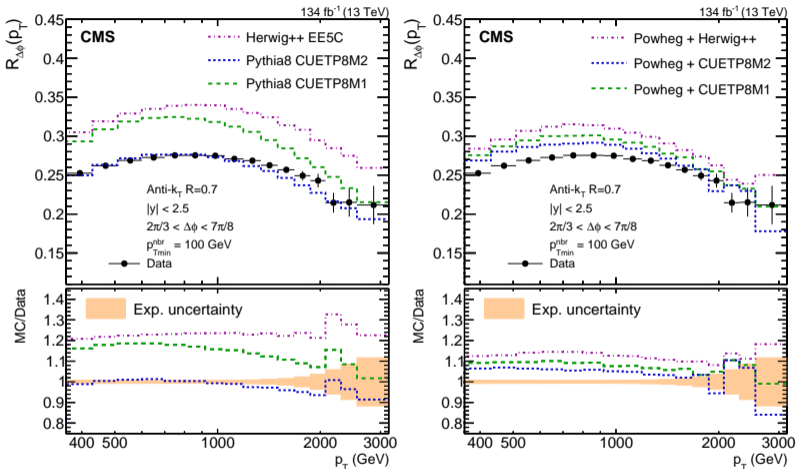 134 fb⁻¹ (13 TeV)
R_Δϕ(p_T)
CMS
Herwig++ EE5C
Pythia8 CUETP8M2
Pythia8 CUETP8M1
0.45
0.4
0.35
0.3
0.25
0.2
0.15
Anti-k_T R=0.7
|y| < 2.5
2π/3 < Δϕ < 7π/8
p_Tmin^nbr = 100 GeV
Data
MC/Data
1.4
1.3
1.2
1.1
1
0.9
0.8
Exp. uncertainty
400 500 1000 2000 3000
p_T (GeV)
134 fb⁻¹ (13 TeV)
R_Δϕ(p_T)
CMS
Powheg + Herwig++
Powheg + CUETP8M2
Powheg + CUETP8M1
0.45
0.4
0.35
0.3
0.25
0.2
0.15
Anti-k_T R=0.7
|y| < 2.5
2π/3 < Δϕ < 7π/8
p_Tmin^nbr = 100 GeV
Data
MC/Data
1.4
1.3
1.2
1.1
1
0.9
0.8
Exp. uncertainty
400 500 1000 2000 3000
p_T (GeV)